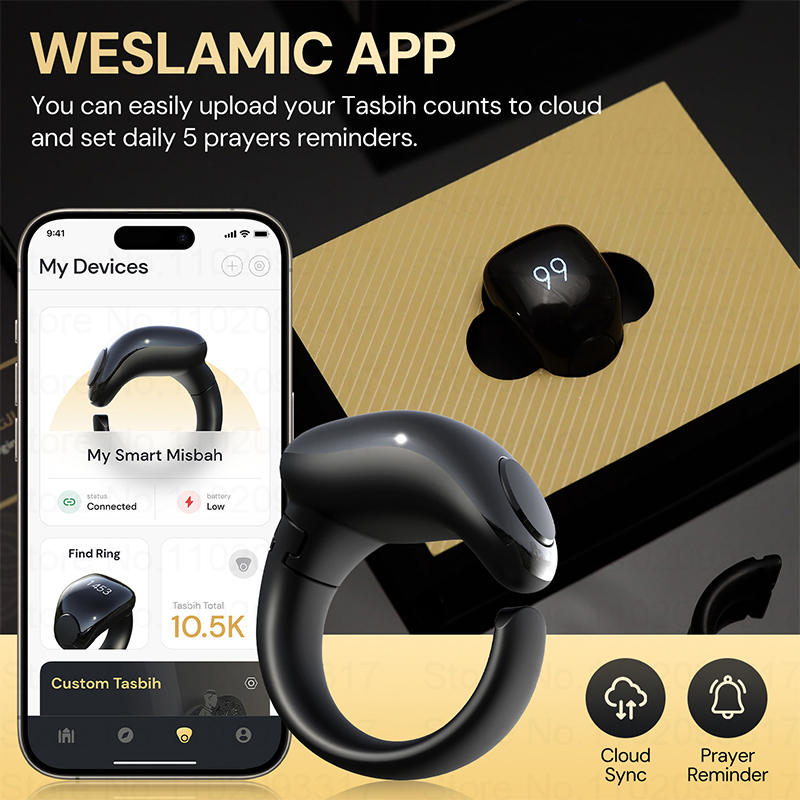 WESLAMIC APP
You can easily upload your Tasbih counts to cloud
and set daily 5 prayers reminders.
9:41
My Devices
99
My Smart Misbah
status
Connected
battery
Low
Find Ring
1453
Tasbih Total
10.5K
Custom Tasbih
Cloud
Sync
Prayer
Reminder